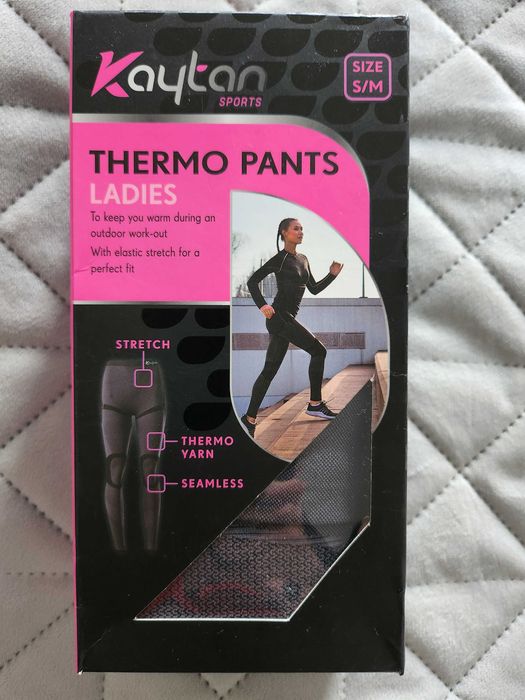 Kaytan
SPORTS
SIZE
S/M
THERMO PANTS
LADIES
To keep you warm during an
outdoor work-out
With elastic stretch for a
perfect fit
STRETCH
THERMO
YARN
SEAMLESS